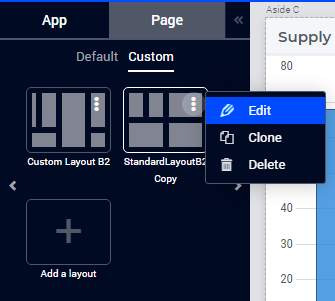 App
Page
«
Aside C
Default
Custom
Supply
80
Edit
Clone
Delete
Custom Layout B2
StandardLayoutB2
Copy
40
Add a layout
20